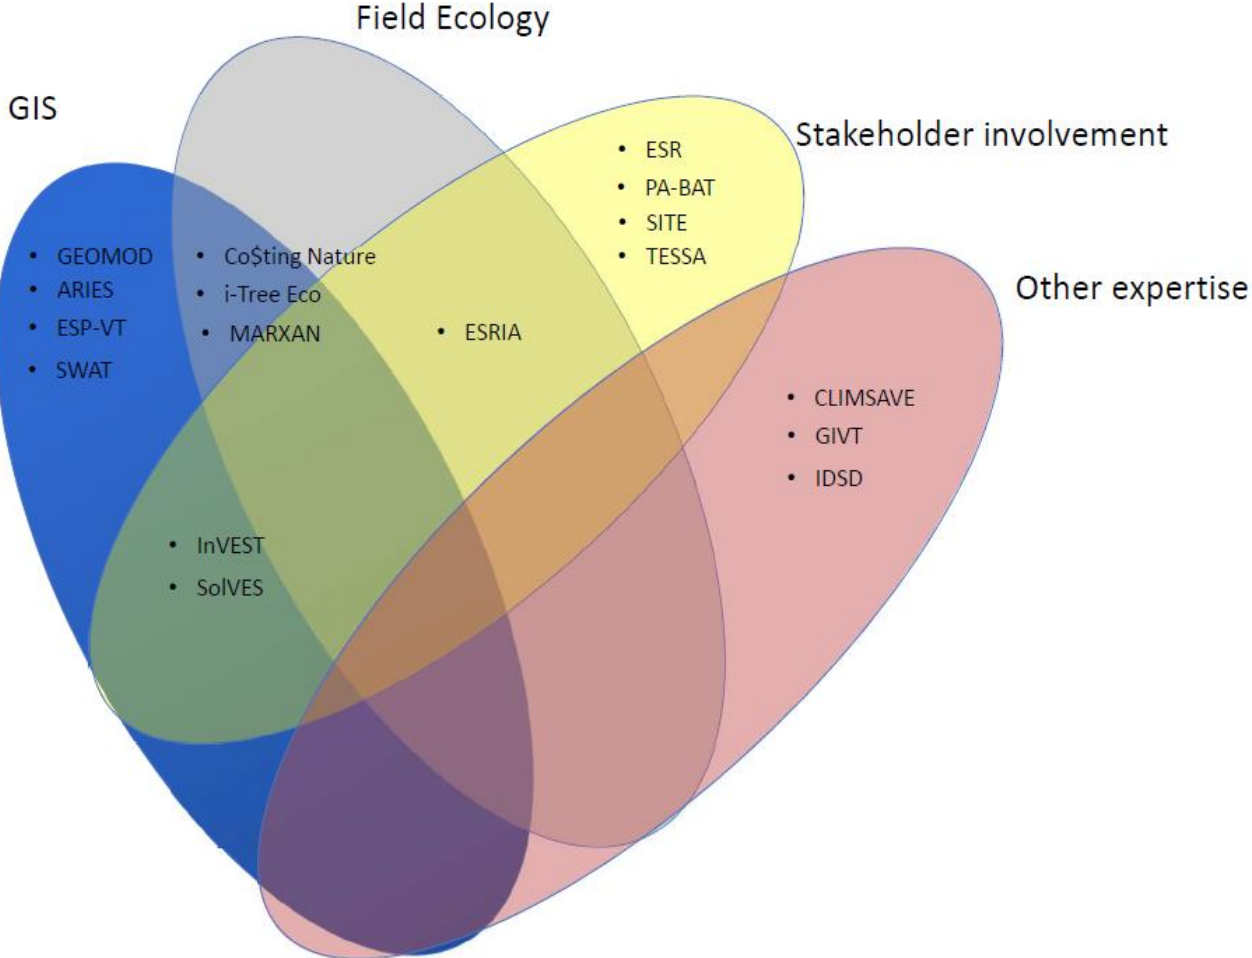 Field Ecology
GIS
Stakeholder involvement
Other expertise
• GEOMOD
• ARIES
• ESP-VT
• SWAT
• Co$ting Nature
• i-Tree Eco
• MARXAN
• ESRIA
• ESR
• PA-BAT
• SITE
• TESSA
• CLIMSAVE
• GIVT
• IDSD
• InVEST
• SolVES